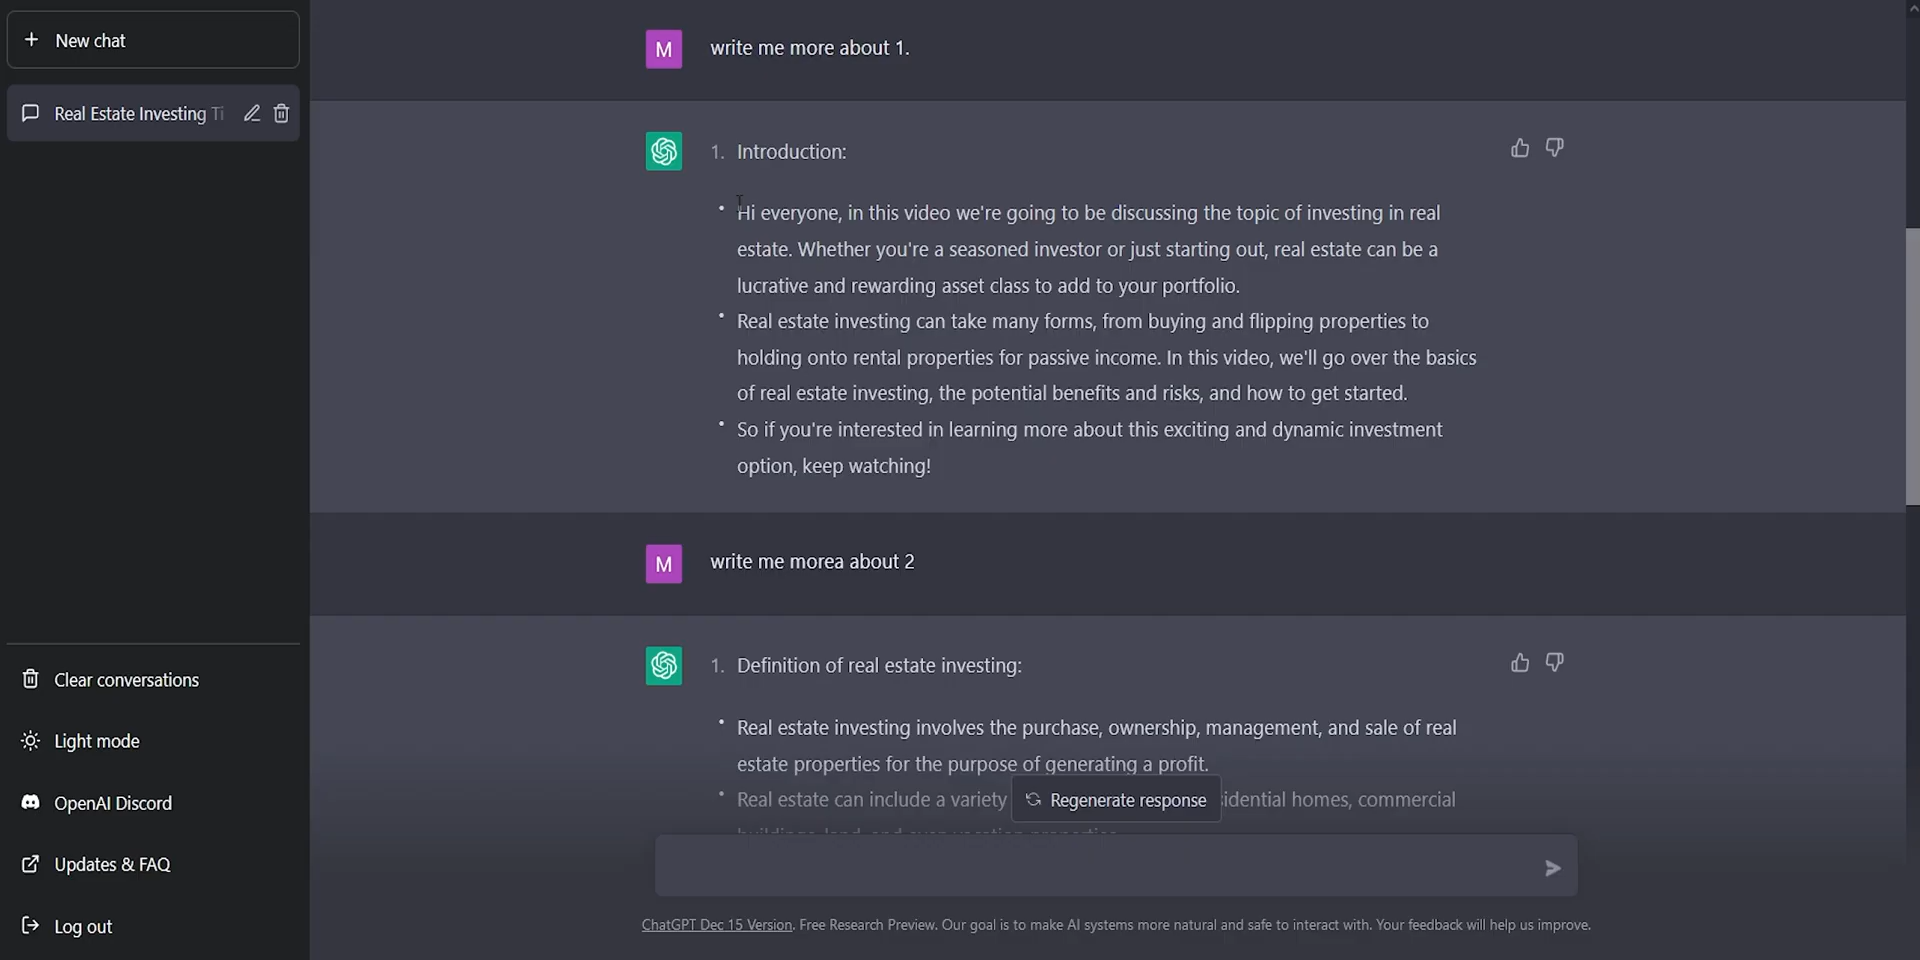 New chat
Real Estate Investing Ti
Clear conversations
Light mode
OpenAI Discord
Updates & FAQ
Log out
M
write me more about 1.
1. Introduction:
• Hi everyone, in this video we're going to be discussing the topic of investing in real
estate. Whether you're a seasoned investor or just starting out, real estate can be a
lucrative and rewarding asset class to add to your portfolio.
• Real estate investing can take many forms, from buying and flipping properties to
holding onto rental properties for passive income. In this video, we'll go over the basics
of real estate investing, the potential benefits and risks, and how to get started.
• So if you're interested in learning more about this exciting and dynamic investment
option, keep watching!
M
write me morea about 2
1. Definition of real estate investing:
• Real estate investing involves the purchase, ownership, management, and sale of real
estate properties for the purpose of generating a profit.
• Real estate can include a variety
Regenerate response
idential homes, commercial
buildings, land, and even vacation properties.
ChatGPT Dec 15 Version. Free Research Preview. Our goal is to make AI systems more natural and safe to interact with. Your feedback will help us improve.